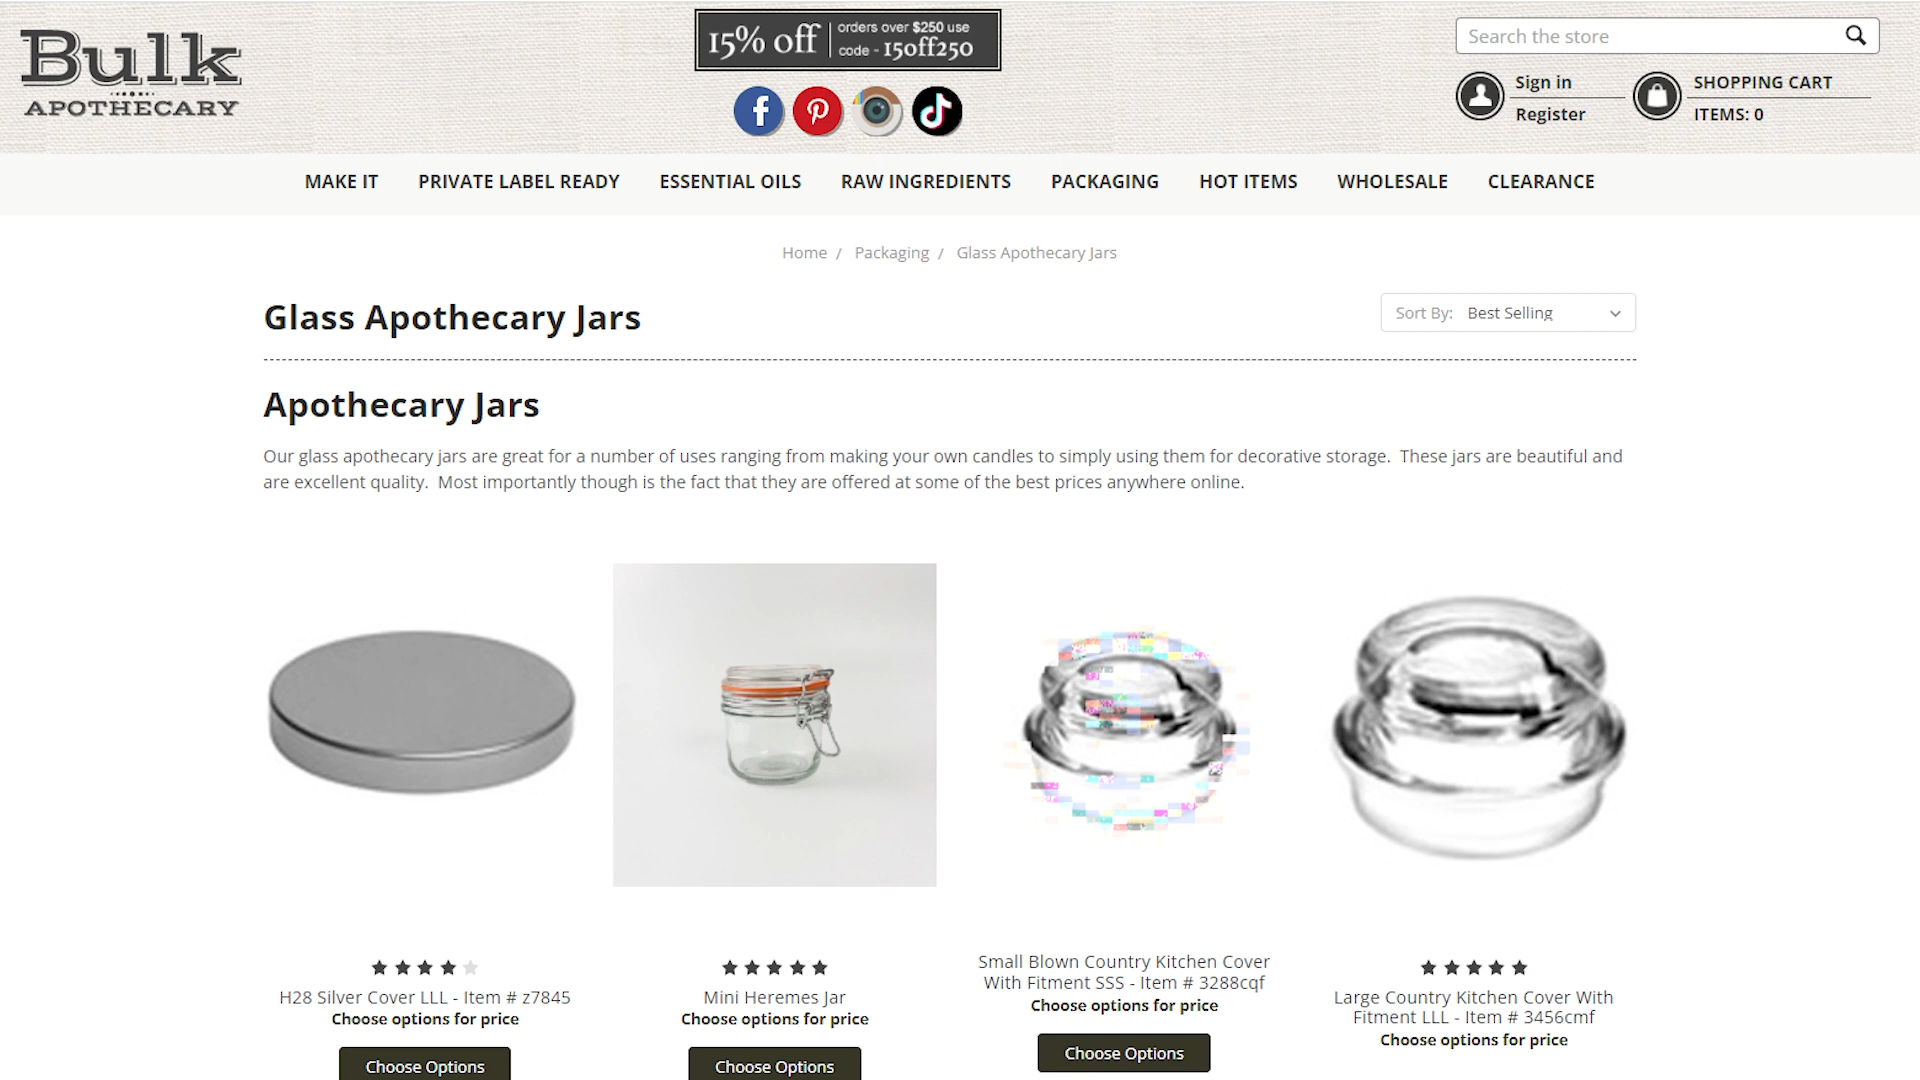 Bulk
APOTHECARY
15% off
orders over $250 use
code - 15off250
Search the store
Sign in
Register
SHOPPING CART
ITEMS: 0
MAKE IT
PRIVATE LABEL READY
ESSENTIAL OILS
RAW INGREDIENTS
PACKAGING
HOT ITEMS
WHOLESALE
CLEARANCE
Home / Packaging / Glass Apothecary Jars
Glass Apothecary Jars
Sort By: Best Selling
Apothecary Jars
Our glass apothecary jars are great for a number of uses ranging from making your own candles to simply using them for decorative storage. These jars are beautiful and
are excellent quality. Most importantly though is the fact that they are offered at some of the best prices anywhere online.
H28 Silver Cover LLL - Item # z7845
Choose options for price
Choose Options
Mini Heremes Jar
Choose options for price
Choose Options
Small Blown Country Kitchen Cover
With Fitment SSS - Item # 3288cqf
Choose options for price
Choose Options
Large Country Kitchen Cover With
Fitment LLL - Item # 3456cmf
Choose options for price